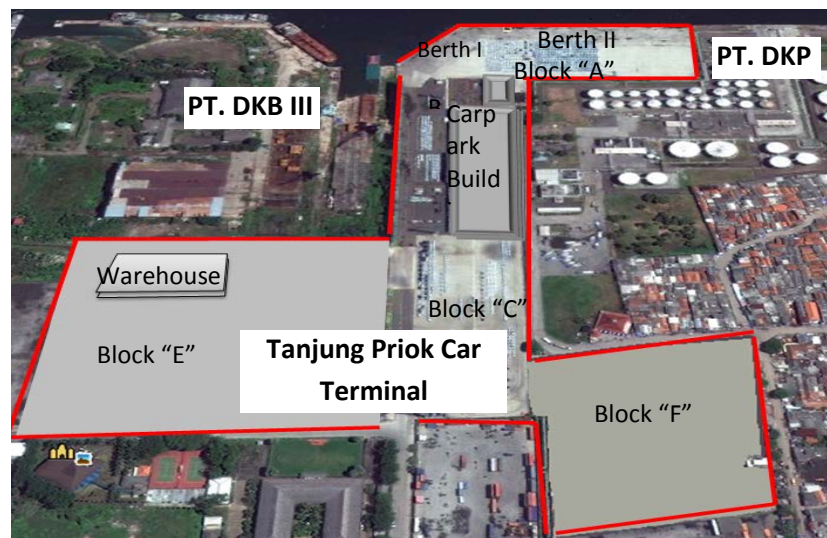 Berth I
Berth II
Block “A”
PT. DKP
PT. DKB III
Carp
ark
Build
Warehouse
Block “C”
Block “E”
Tanjung Priok Car
Terminal
Block “F”